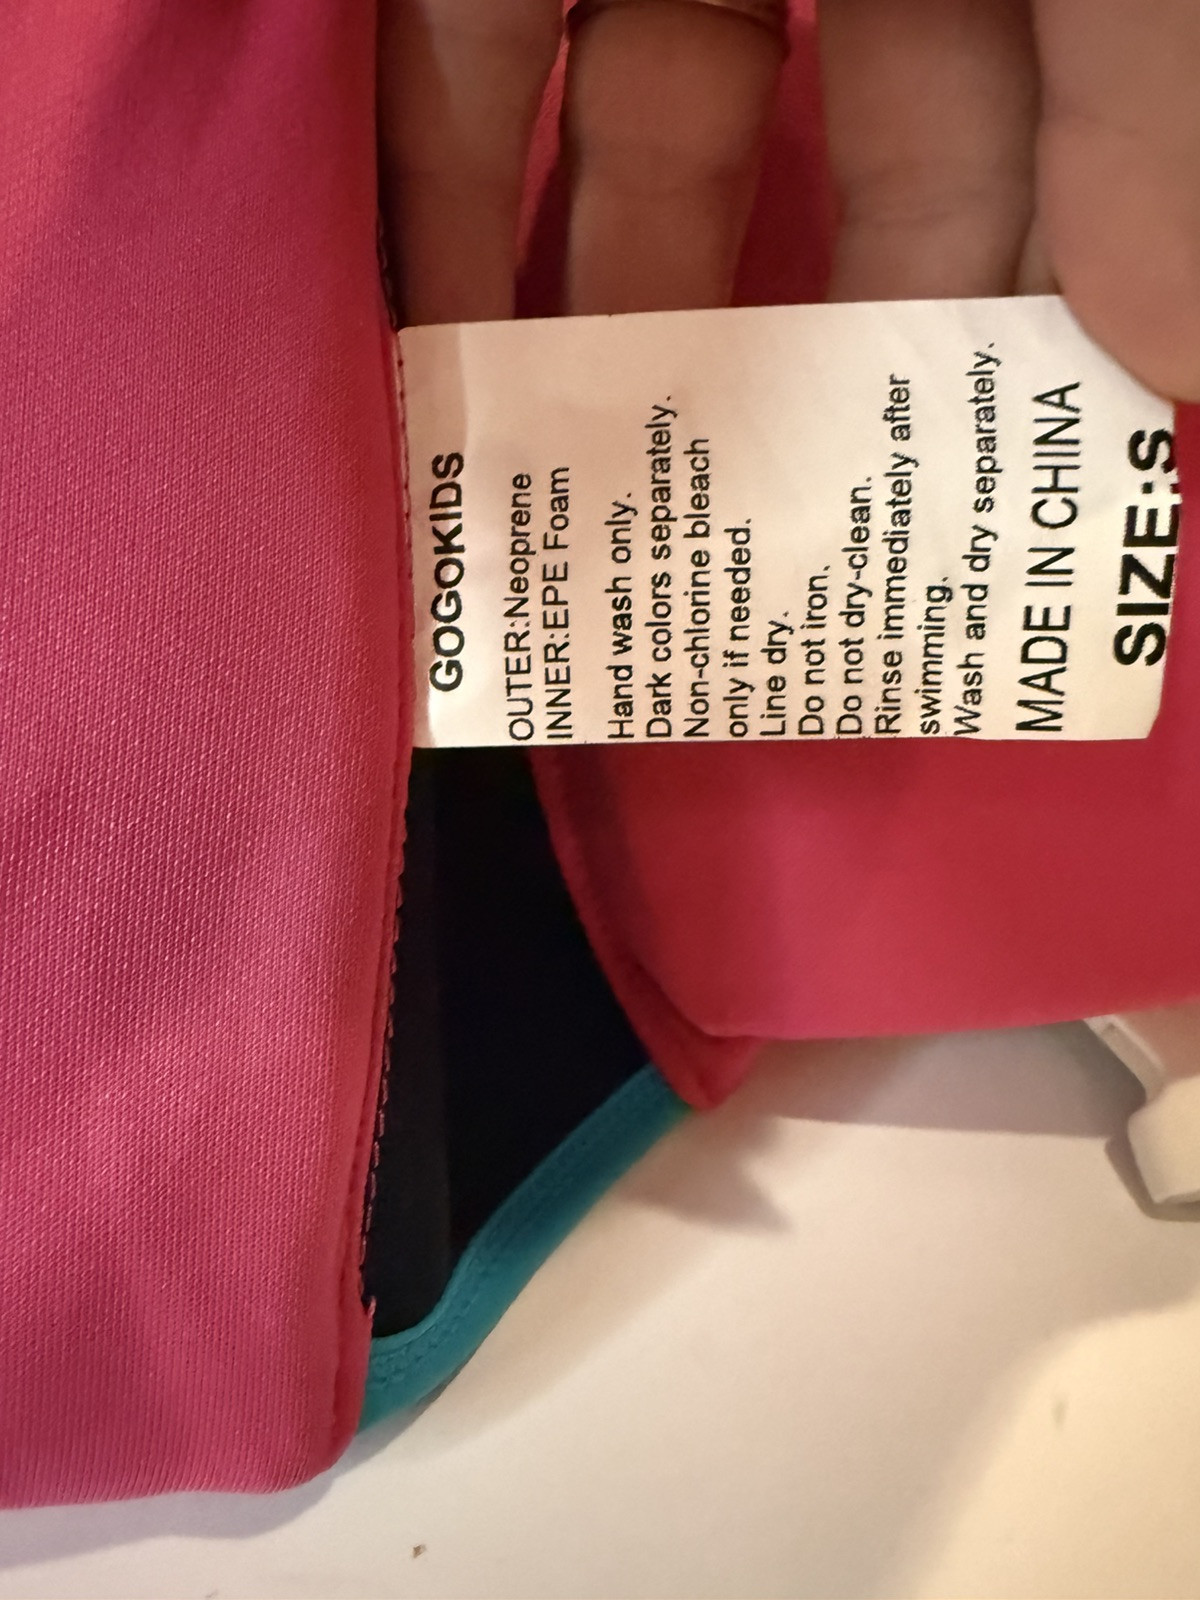 GOGOKIDS
OUTER:Neoprene
INNER:EPE Foam
Hand wash only.
Dark colors separately.
Non-chlorine bleach
only if needed.
Line dry.
Do not iron.
Do not dry-clean.
Rinse immediately after
swimming.
Wash and dry separately.
MADE IN CHINA
SIZE:S